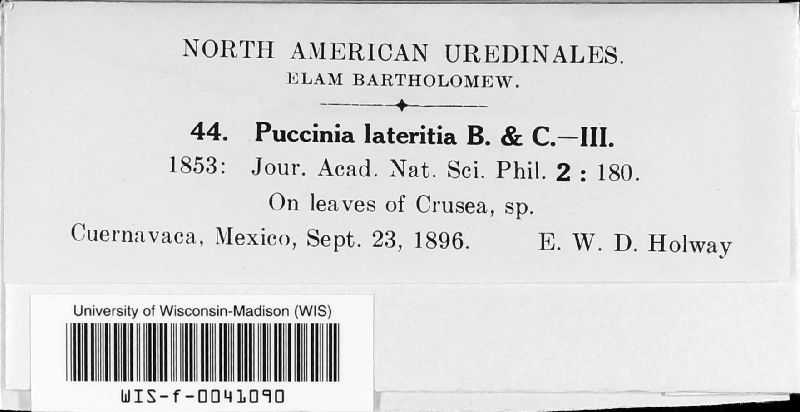 NORTH AMERICAN UREDINALES.
ELAM BARTHOLOMEW.
44. Puccinia lateritia B. & C.—III.
1853: Jour. Acad. Nat. Sci. Phil. 2 : 180.
On leaves of Crusea, sp.
Cuernavaca, Mexico, Sept. 23, 1896. E. W. D. Holway
University of Wisconsin-Madison (WIS)
WIS-f-0041090